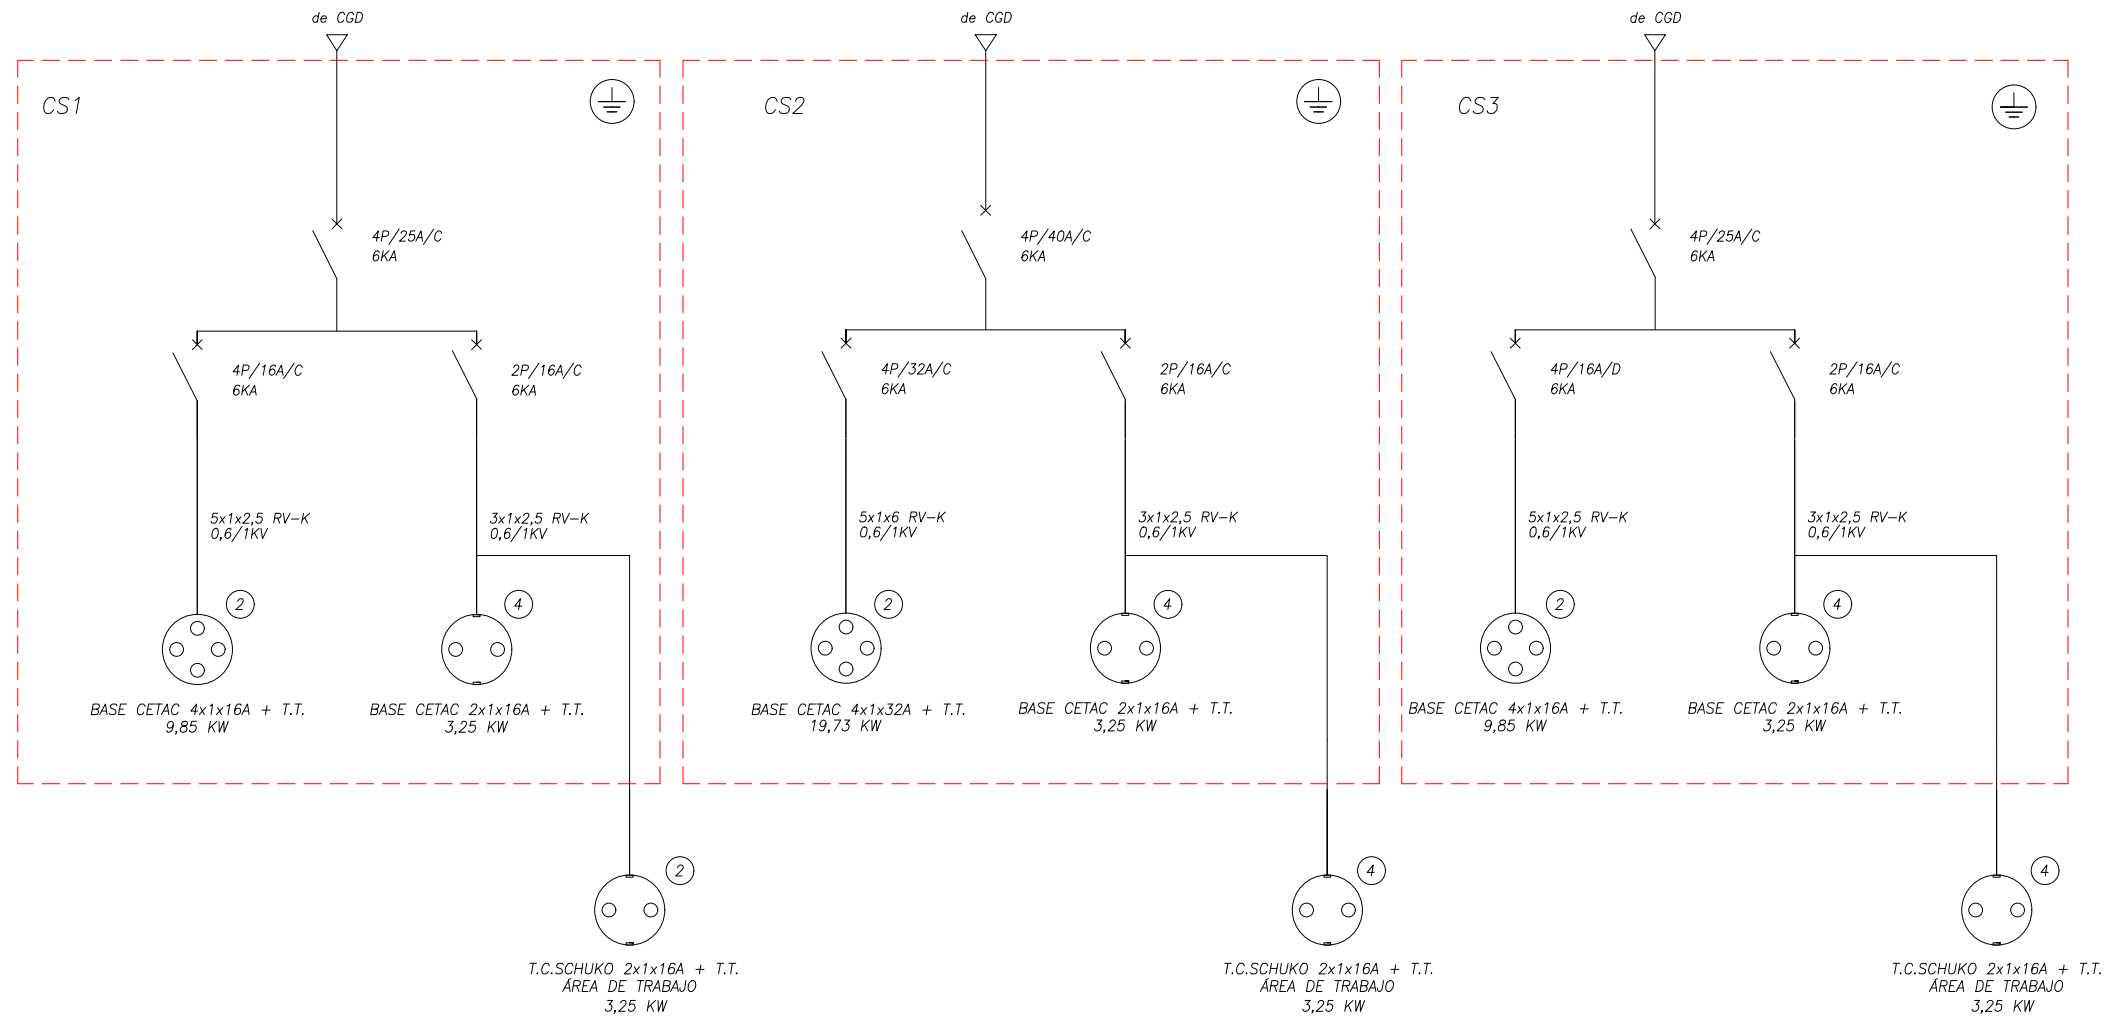 de CGD
de CGD
de CGD
CS1
CS2
CS3
4P/25A/C
6KA
4P/40A/C
6KA
4P/25A/C
6KA
4P/16A/C
6KA
2P/16A/C
6KA
4P/32A/C
6KA
2P/16A/C
6KA
4P/16A/D
6KA
2P/16A/C
6KA
5x1x2,5 RV-K
0,6/1KV
3x1x2,5 RV-K
0,6/1KV
5x1x6 RV-K
0,6/1KV
3x1x2,5 RV-K
0,6/1KV
5x1x2,5 RV-K
0,6/1KV
3x1x2,5 RV-K
0,6/1KV
2
4
2
4
2
4
BASE CETAC 4x1x16A + T.T.
9,85 KW
BASE CETAC 2x1x16A + T.T.
3,25 KW
BASE CETAC 4x1x32A + T.T.
19,73 KW
BASE CETAC 2x1x16A + T.T.
3,25 KW
BASE CETAC 4x1x16A + T.T.
9,85 KW
BASE CETAC 2x1x16A + T.T.
3,25 KW
2
4
4
T.C.SCHUKO 2x1x16A + T.T.
ÁREA DE TRABAJO
3,25 KW
T.C.SCHUKO 2x1x16A + T.T.
ÁREA DE TRABAJO
3,25 KW
T.C.SCHUKO 2x1x16A + T.T.
ÁREA DE TRABAJO
3,25 KW